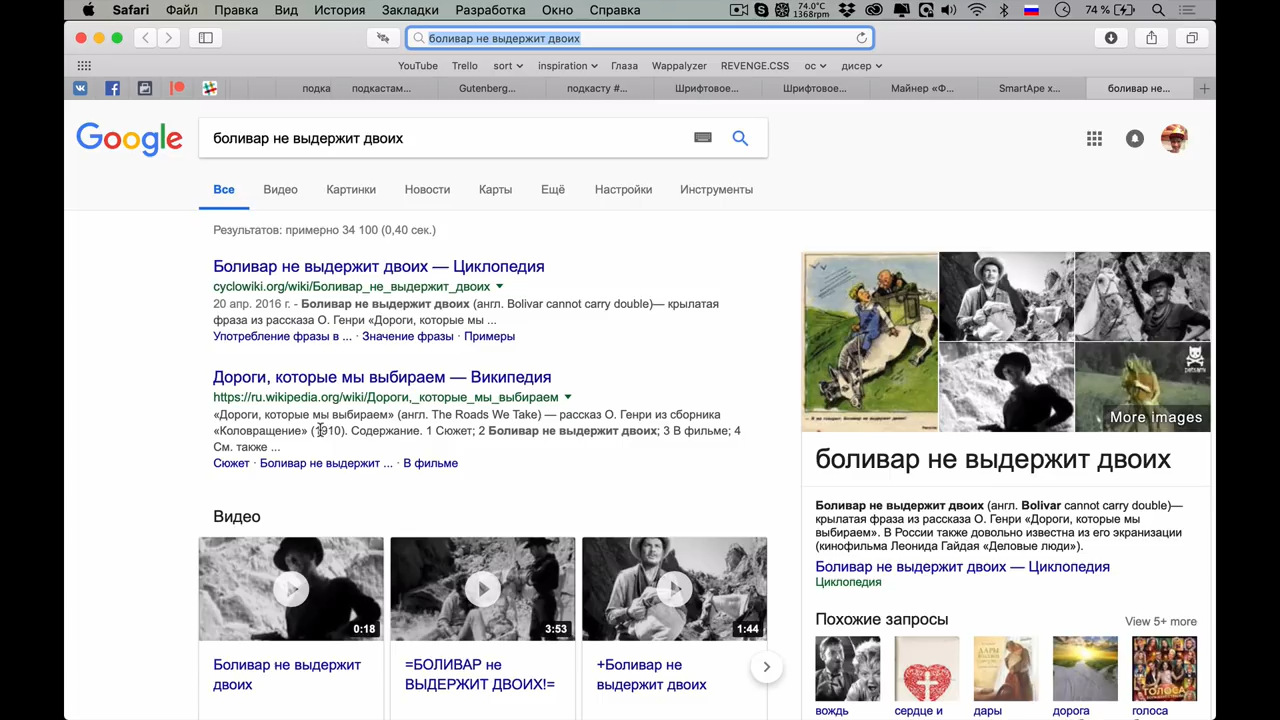 Safari Файл Правка Вид История Закладки Разработка Окно Справка
74.0°C
1368rpm
74 %
боливар не выдержит двоих
YouTube Trello sort inspiration Глаза Wappalyzer REVENGE.CSS ос дисер
подка подкастам... Gutenberg... подкасту #... Шрифтовое... Шрифтовое... Майнер «Ф... SmartApe х... боливар не...
Google
боливар не выдержит двоих
Все Видео Картинки Новости Карты Ещё Настройки Инструменты
Результатов: примерно 34 100 (0,40 сек.)
Боливар не выдержит двоих — Циклопедия
cyclowiki.org/wiki/Боливар_не_выдержит_двоих
20 апр. 2016 г. - Боливар не выдержит двоих (англ. Bolivar cannot carry double)— крылатая
фраза из рассказа О. Генри «Дороги, которые мы ...
Употребление фразы в ... · Значение фразы · Примеры
Дороги, которые мы выбираем — Википедия
https://ru.wikipedia.org/wiki/Дороги,_которые_мы_выбираем
«Дороги, которые мы выбираем» (англ. The Roads We Take) — рассказ О. Генри из сборника
«Коловращение» (1910). Содержание. 1 Сюжет; 2 Боливар не выдержит двоих; 3 В фильме; 4
См. также ...
Сюжет · Боливар не выдержит ... · В фильме
Видео
0:18
3:53
1:44
Боливар не выдержит
двоих
=БОЛИВАР не
ВЫДЕРЖИТ ДВОИХ!=
+Боливар не
выдержит двоих
More images
боливар не выдержит двоих
Боливар не выдержит двоих (англ. Bolivar cannot carry double)—
крылатая фраза из рассказа О. Генри «Дороги, которые мы
выбираем». В России также довольно известна из его экранизации
(кинофильма Леонида Гайдая «Деловые люди»).
Боливар не выдержит двоих — Циклопедия
Циклопедия
Похожие запросы
View 5+ more
ДАРЫ
ГОЛОСА
вождь сердце и дары дорога голоса